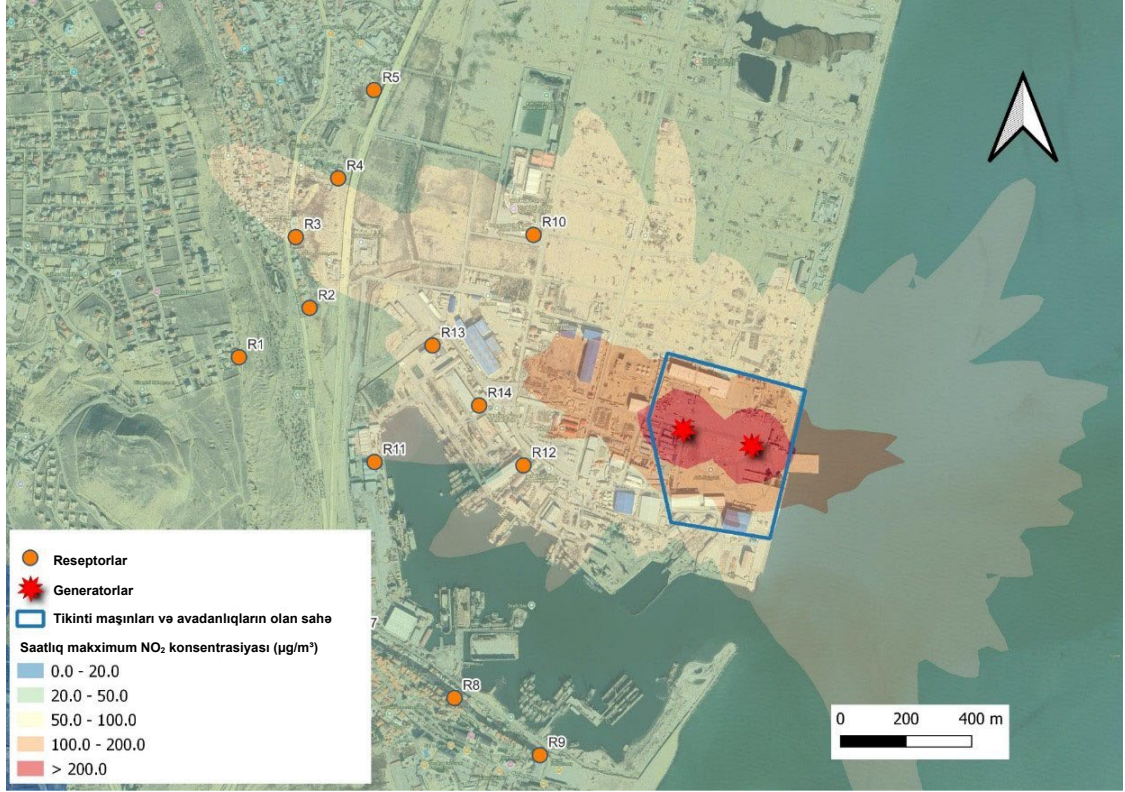 R5
R4
R3
R10
R2
R1
R13
R14
R12
R11
Reseptorlar
Generatorlar
Tikinti maşınları və avadanlıqların olan sahə
Saatlıq makximum NO₂ konsentrasiyası (µg/m³)
0.0 - 20.0
20.0 - 50.0
50.0 - 100.0
100.0 - 200.0
> 200.0
7
R8
R9
0 200 400 m